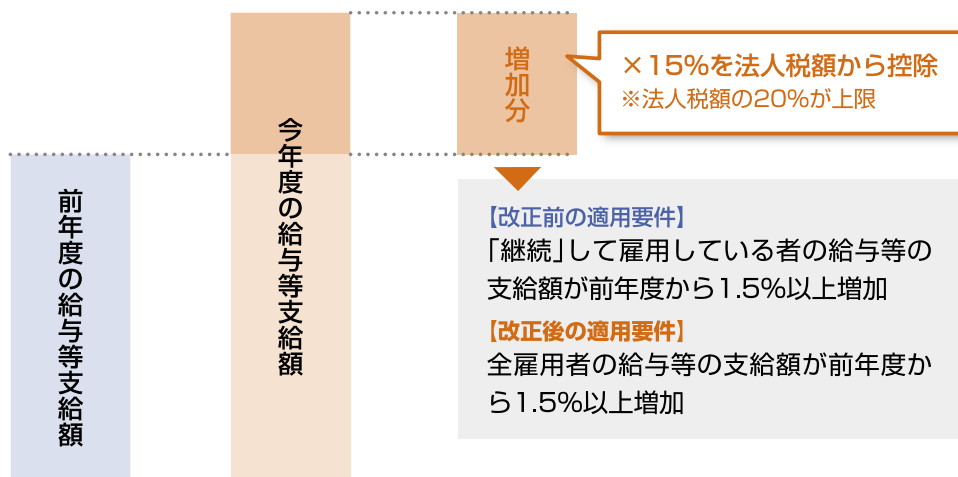 前年度の給与等支給額
今年度の給与等支給額
増加分
×15%を法人税額から控除
※法人税額の20%が上限
【改正前の適用要件】
「継続」して雇用している者の給与等の
支給額が前年度から1.5%以上増加
【改正後の適用要件】
全雇用者の給与等の支給額が前年度か
ら1.5%以上増加